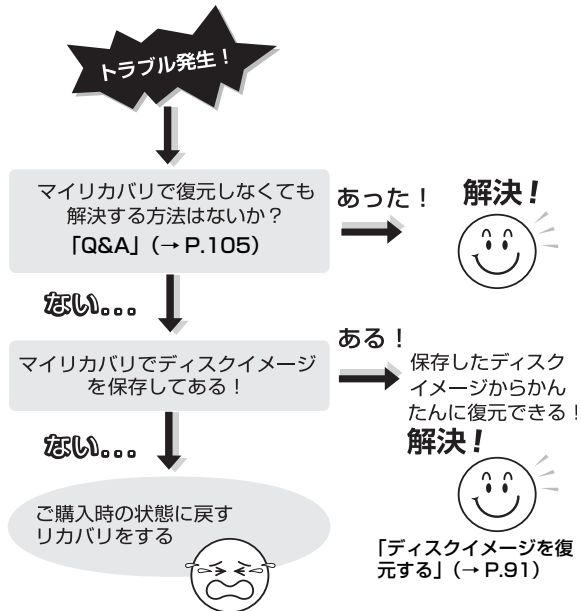 トラブル発生！
マイリカバリで復元しなくても
解決する方法はないか？
「Q&A」（→P.105）
あった！
解決！
ない...
マイリカバリでディスクイメージ
を保存してある！
ある！
保存したディスク
イメージからかん
たんに復元できる！
解決！
「ディスクイメージを復
元する」（→P.91）
ない...
ご購入時の状態に戻す
リカバリをする